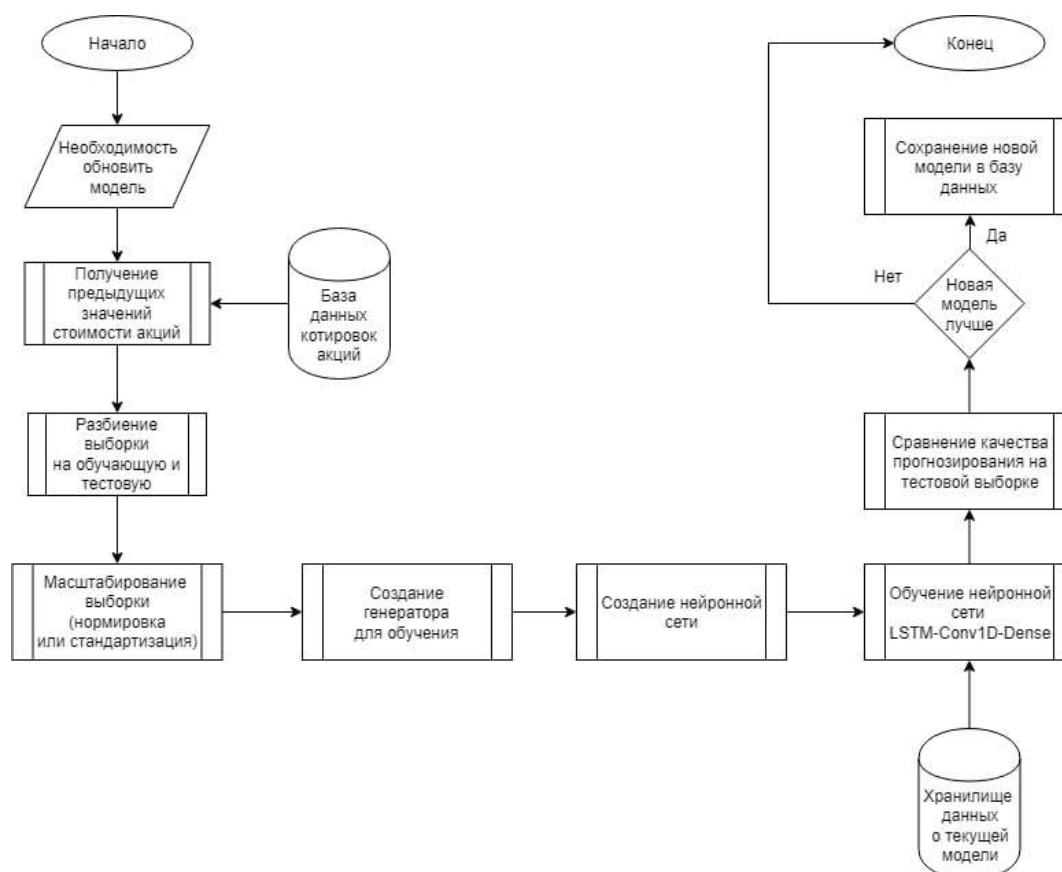 Начало
Необходимость
обновить
модель
Получение
предыдущих
значений
стоимости акций
База
данных
котировок
акций
Разбиение
выборки
на обучающую и
тестовую
Масштабирование
выборки
(нормировка
или стандартизация)
Создание
генератора
для обучения
Создание нейронной
сети
Обучение нейронной
сети
LSTM-Conv1D-Dense
Хранилище
данных
о текущей
модели
Сравнение качества
прогнозирования на
тестовой выборке
Новая
модель
лучше
Нет
Да
Сохранение новой
модели в базу
данных
Конец